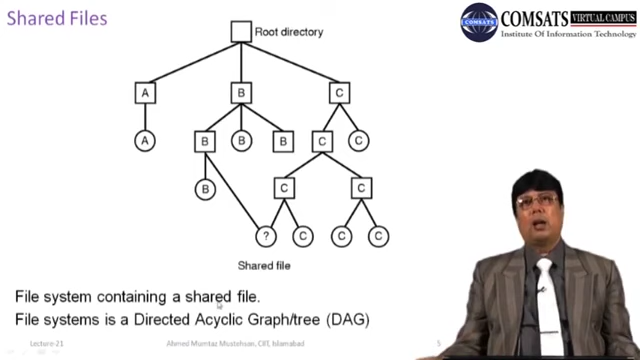 Shared Files
COMSATS
COMSATS VIRTUAL CAMPUS
Institute Of Information Technology
Root directory
A B C
A B B B C C
B C C
? C C C
Shared file
File system containing a shared file.
File systems is a Directed Acyclic Graph/tree (DAG)
Lecture-21 Ahmed Mumtaz Mustehsan, CIIT, Islamabad 5